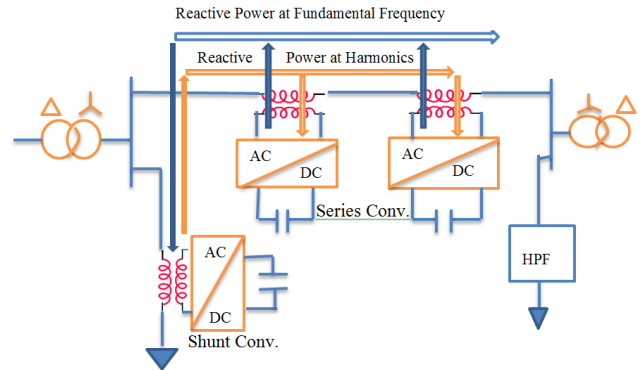 Reactive Power at Fundamental Frequency
Reactive Power at Harmonics
AC
DC
AC
DC
Series Conv.
AC
DC
Shunt Conv.
HPF